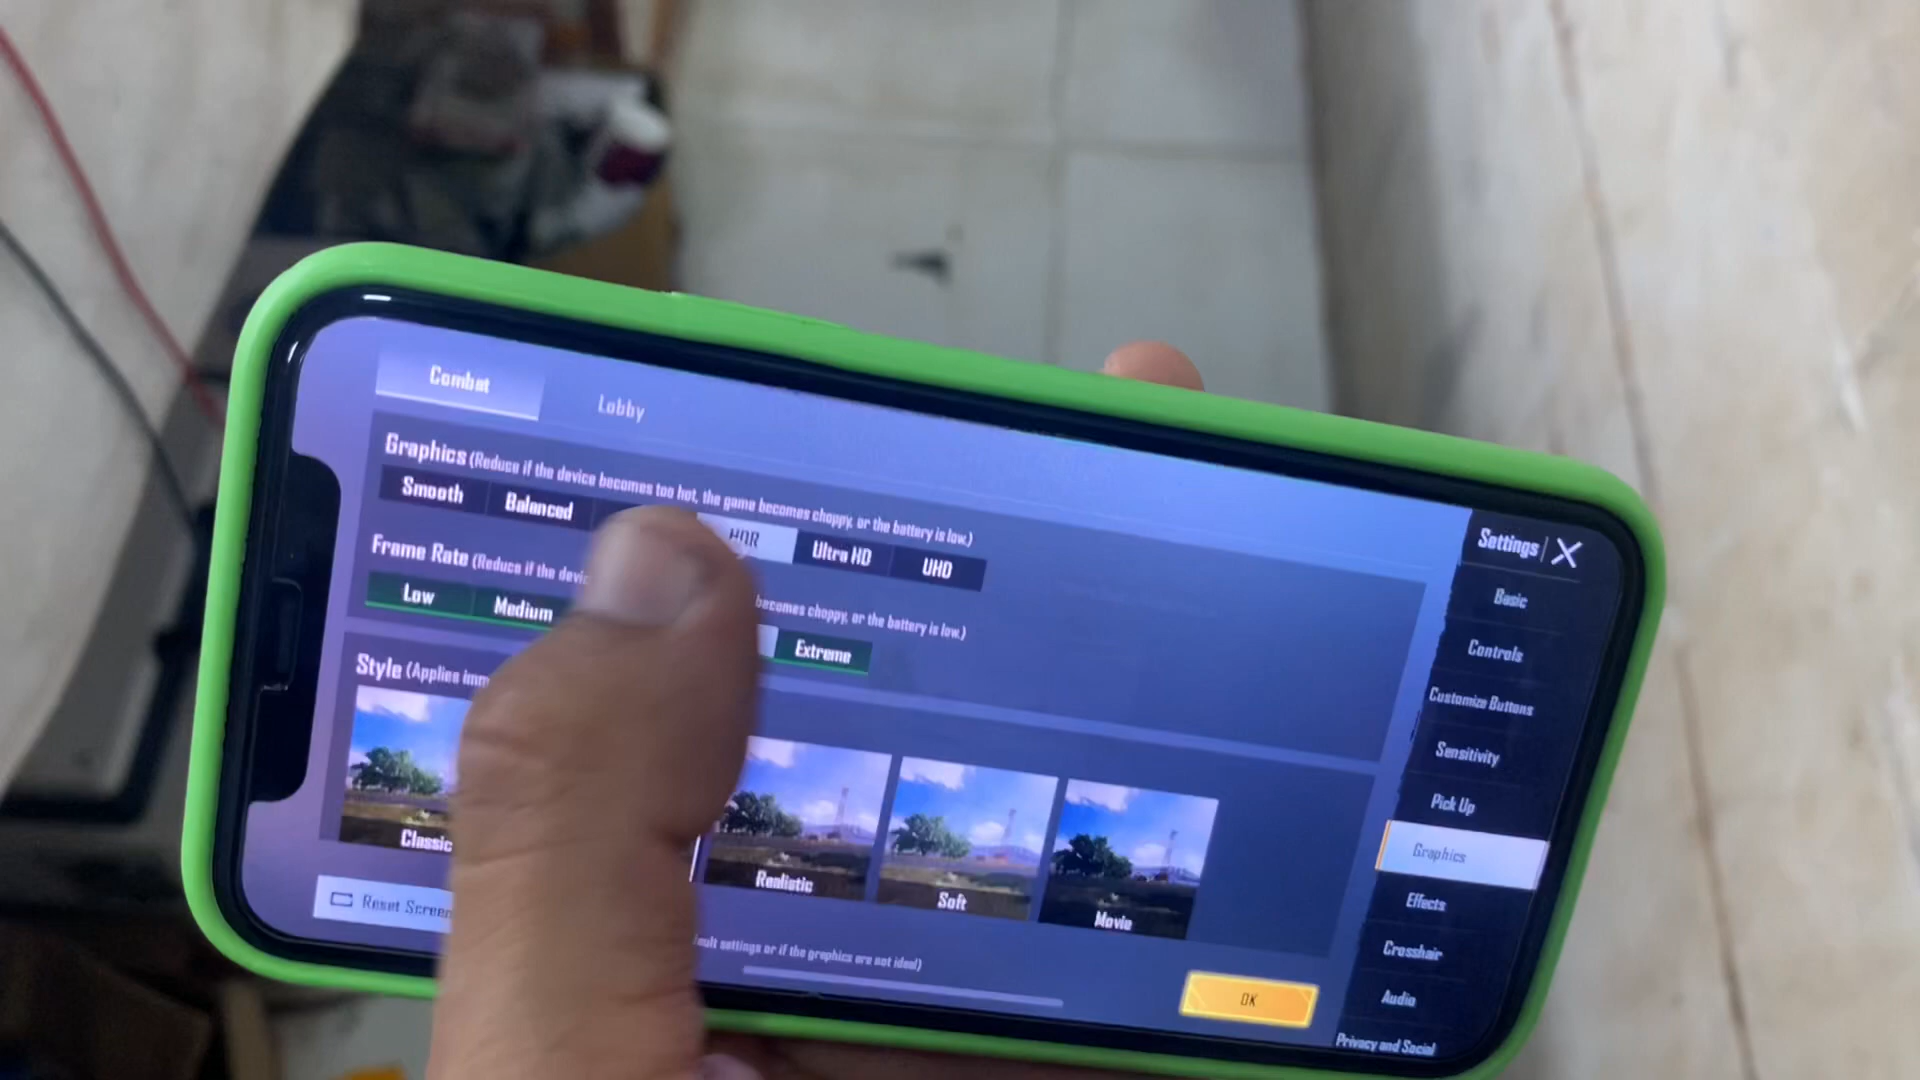 Combat
Lobby
Graphics (Reduce if the device becomes too hot, the game becomes choppy, or the battery is low.)
Smooth Balanced HDR Ultra HD UHD
Frame Rate (Reduce if the devic becomes choppy, or the battery is low.)
Low Medium Extreme
Style (Applies imm
Classic Realistic Soft Movie
Reset Screen
ault settings or if the graphics are not ideal)
OK
Settings
Basic
Controls
Customize Buttons
Sensitivity
Pick Up
Graphics
Effects
Crosshair
Audio
Privacy and Social